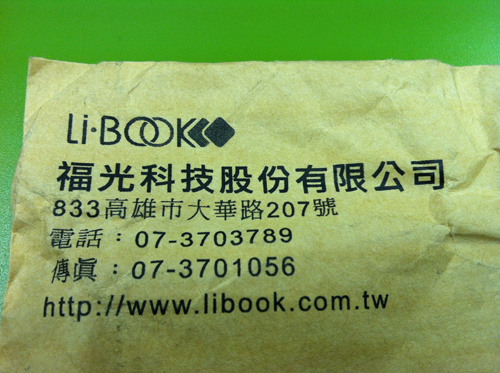 Li·BOOK
福光科技股份有限公司
833高雄市大華路207號
電話：07-3703789
傳眞：07-3701056
http://www.libook.com.tw